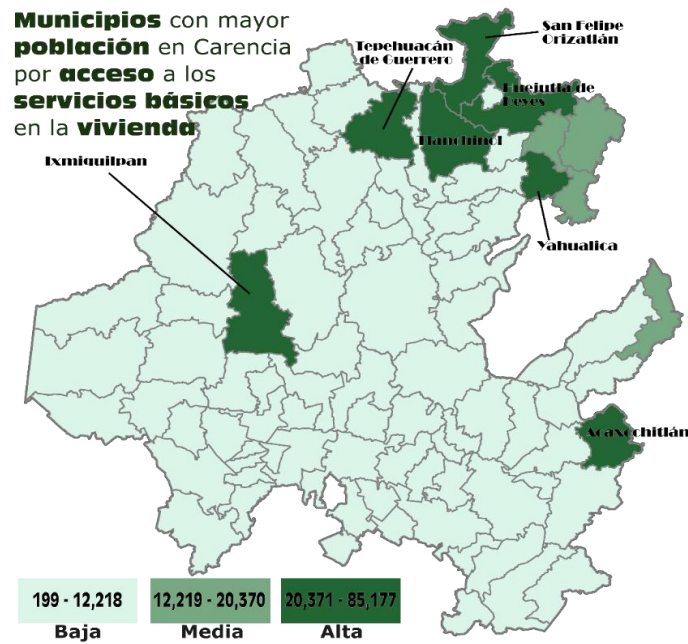 Municipios con mayor
población en Carencia
por acceso a los
servicios básicos
en la vivienda
San Felipe
Orizatlán
Tepehuacán
de Guerrero
Huejutla de
Reyes
Tlanchinol
Ixmiquilpan
Yahualica
Acaxochitlán
199 - 12,218
12,219 - 20,370
20,371 - 85,177
Baja
Media
Alta